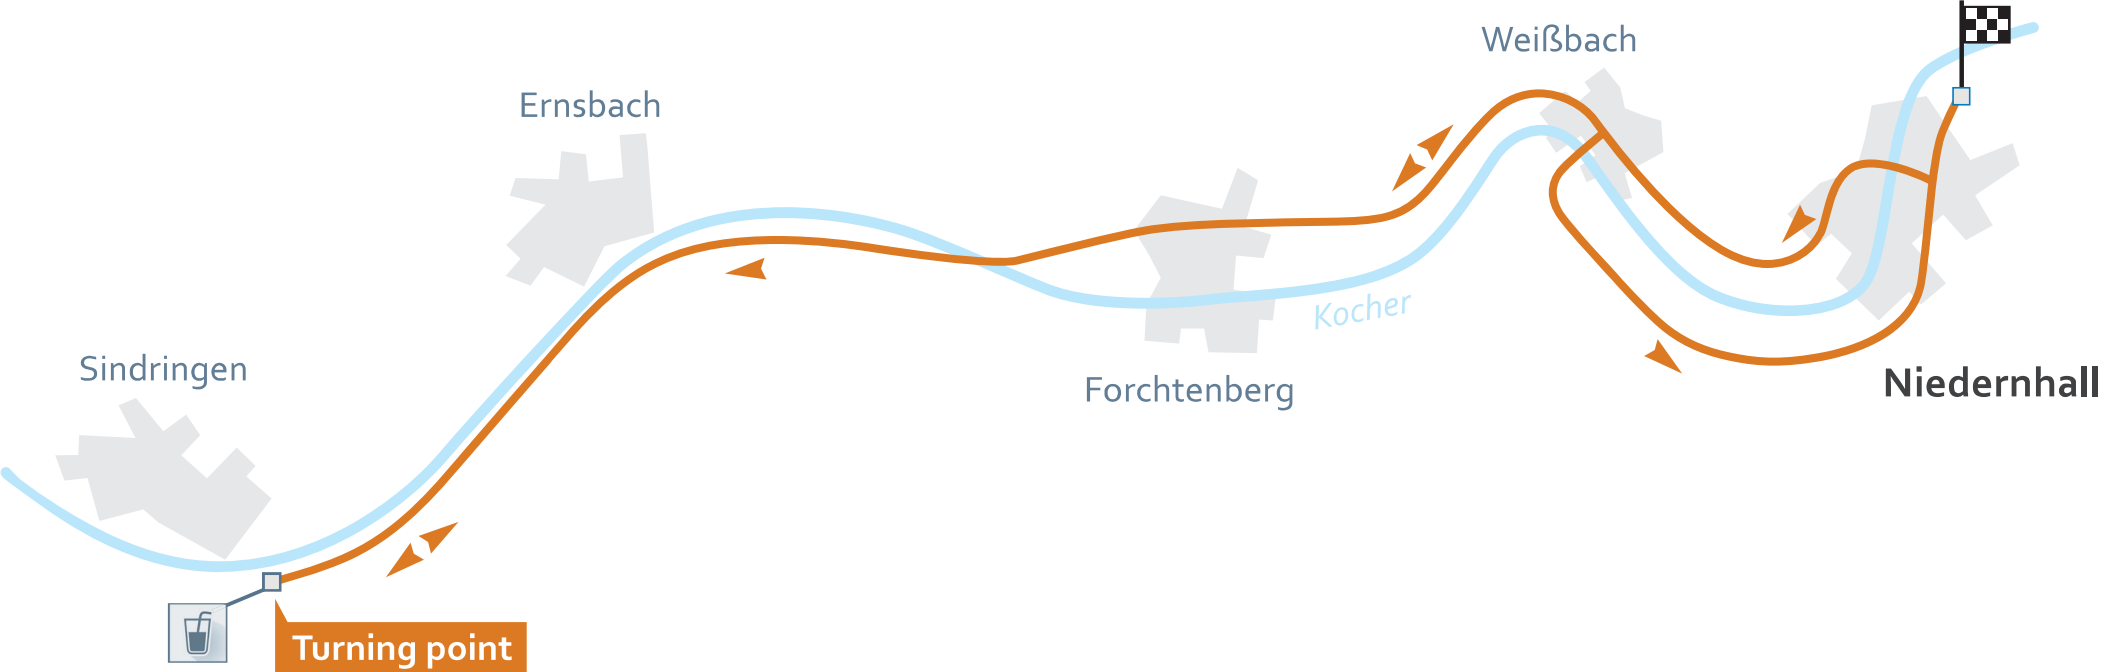 Weißbach
Ernsbach
Kocher
Sindringen
Forchtenberg
Niedernhall
Turning point